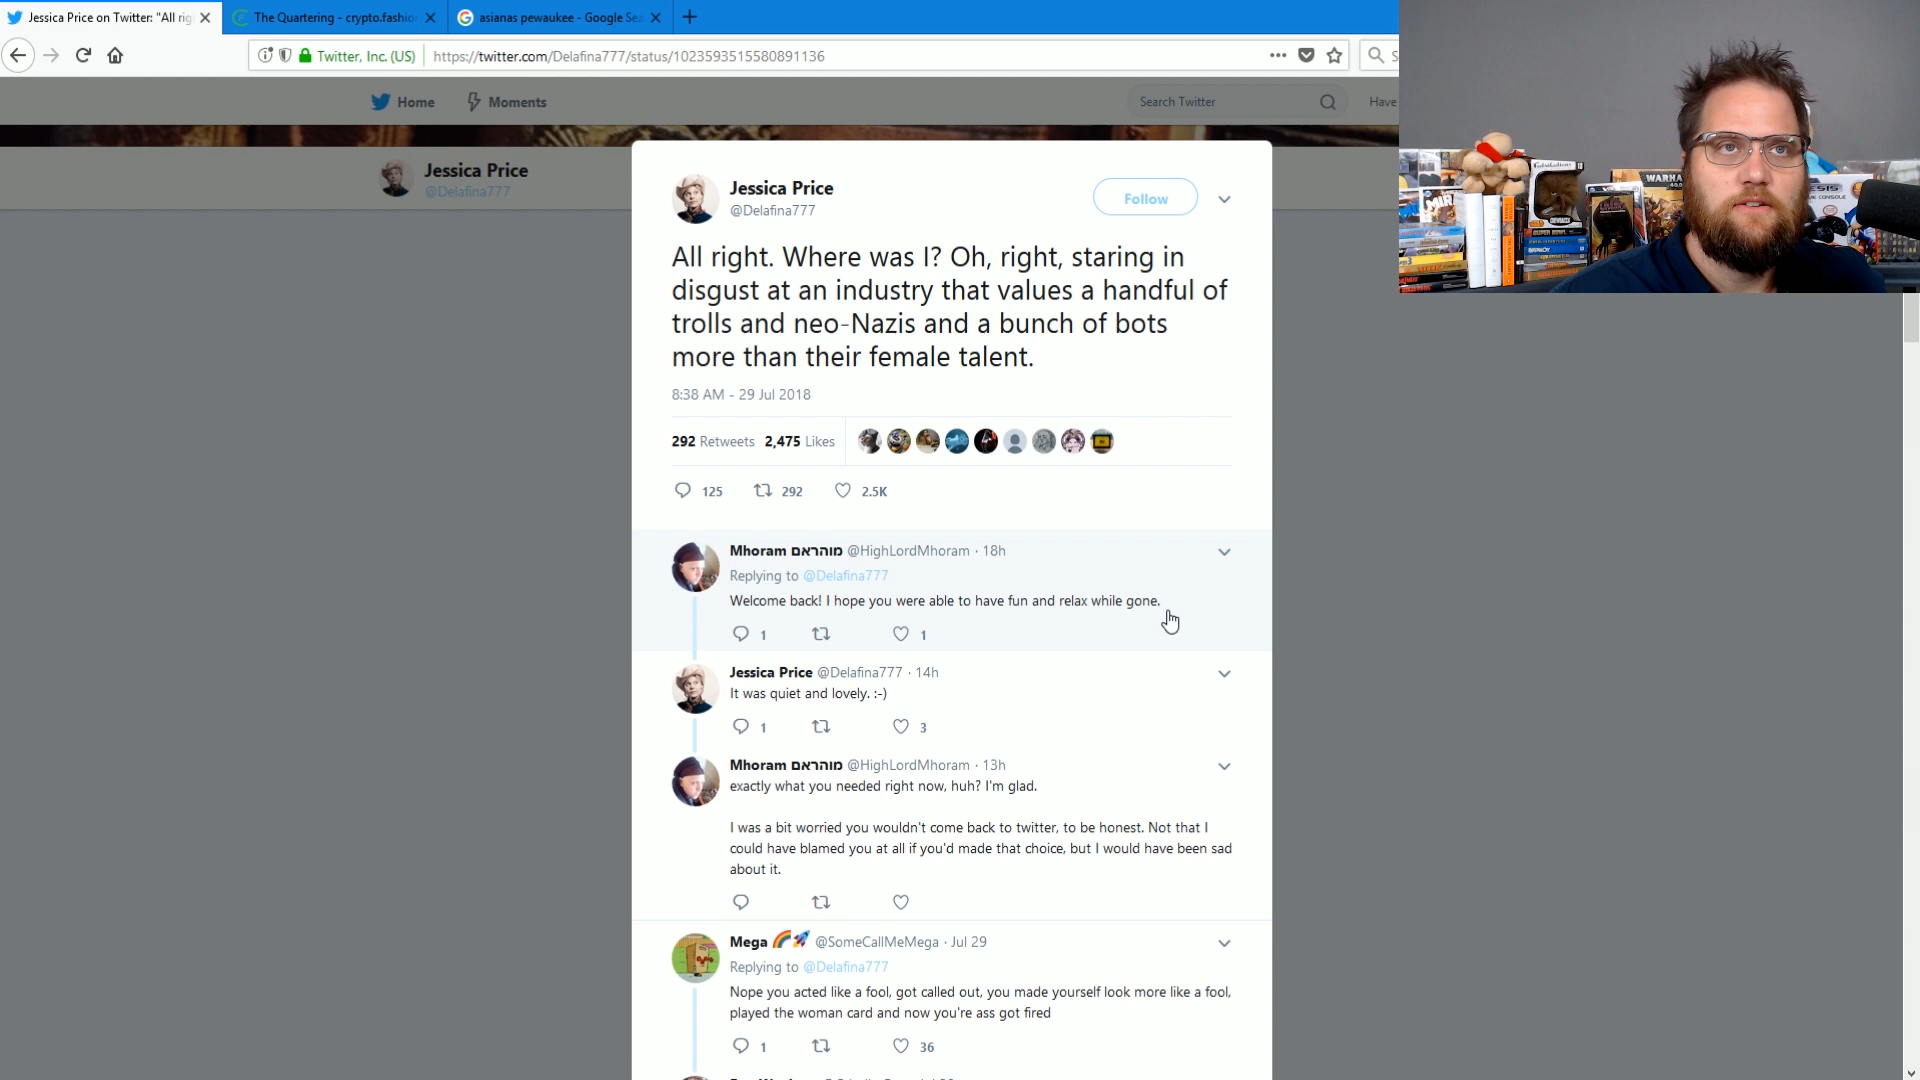 Jessica Price on Twitter: "All rig
The Quartering - crypto.fashion
asianas pewaukee - Google Sea
Twitter, Inc. (US)
https://twitter.com/Delafina777/status/1023593515580891136
S
Home
Moments
Search Twitter
Have
Jessica Price
@Delafina777
Jessica Price
@Delafina777
Follow
All right. Where was I? Oh, right, staring in
disgust at an industry that values a handful of
trolls and neo-Nazis and a bunch of bots
more than their female talent.
8:38 AM - 29 Jul 2018
292 Retweets 2,475 Likes
125 292 2.5K
Mhoram מוהראם @HighLordMhoram · 18h
Replying to @Delafina777
Welcome back! I hope you were able to have fun and relax while gone.
1 1
Jessica Price @Delafina777 · 14h
It was quiet and lovely. :-)
1 3
Mhoram מוהראם @HighLordMhoram · 13h
exactly what you needed right now, huh? I'm glad.
I was a bit worried you wouldn't come back to twitter, to be honest. Not that I
could have blamed you at all if you'd made that choice, but I would have been sad
about it.
Mega @SomeCallMeMega · Jul 29
Replying to @Delafina777
Nope you acted like a fool, got called out, you made yourself look more like a fool,
played the woman card and now you're ass got fired
1 36
WARHA